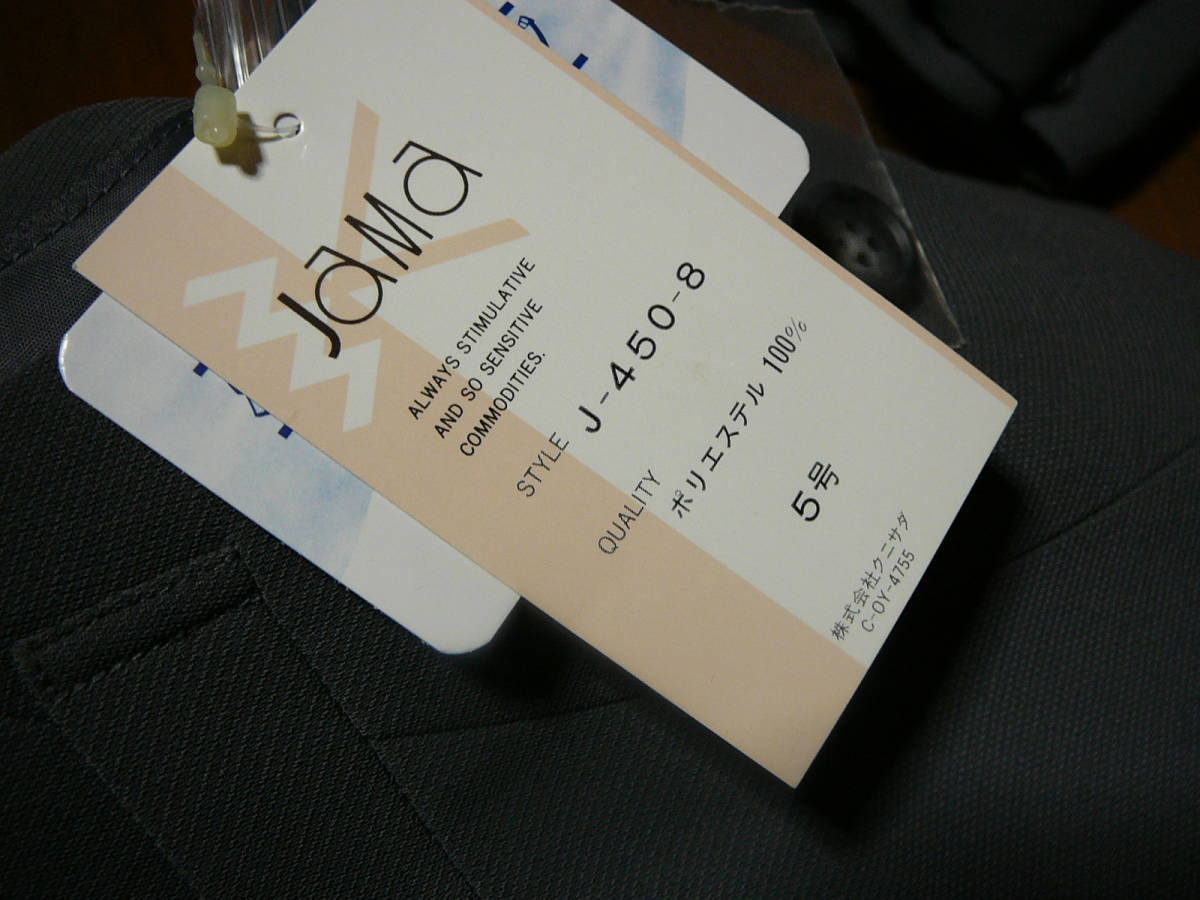 JāMā
ALWAYS STIMULATIVE
AND SO SENSITIVE
COMMODITIES.
STYLE J-450-8
QUALITY
ポリエステル 100%
5号
株式会社クニサダ
C-OY-4755